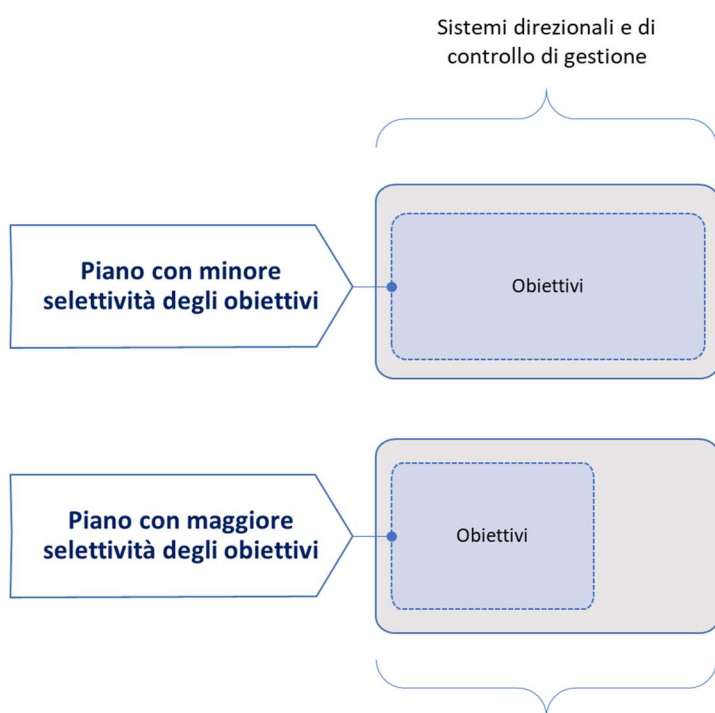 Sistemi direzionali e di
controllo di gestione
Piano con minore
selettività degli obiettivi
Obiettivi
Piano con maggiore
selettività degli obiettivi
Obiettivi